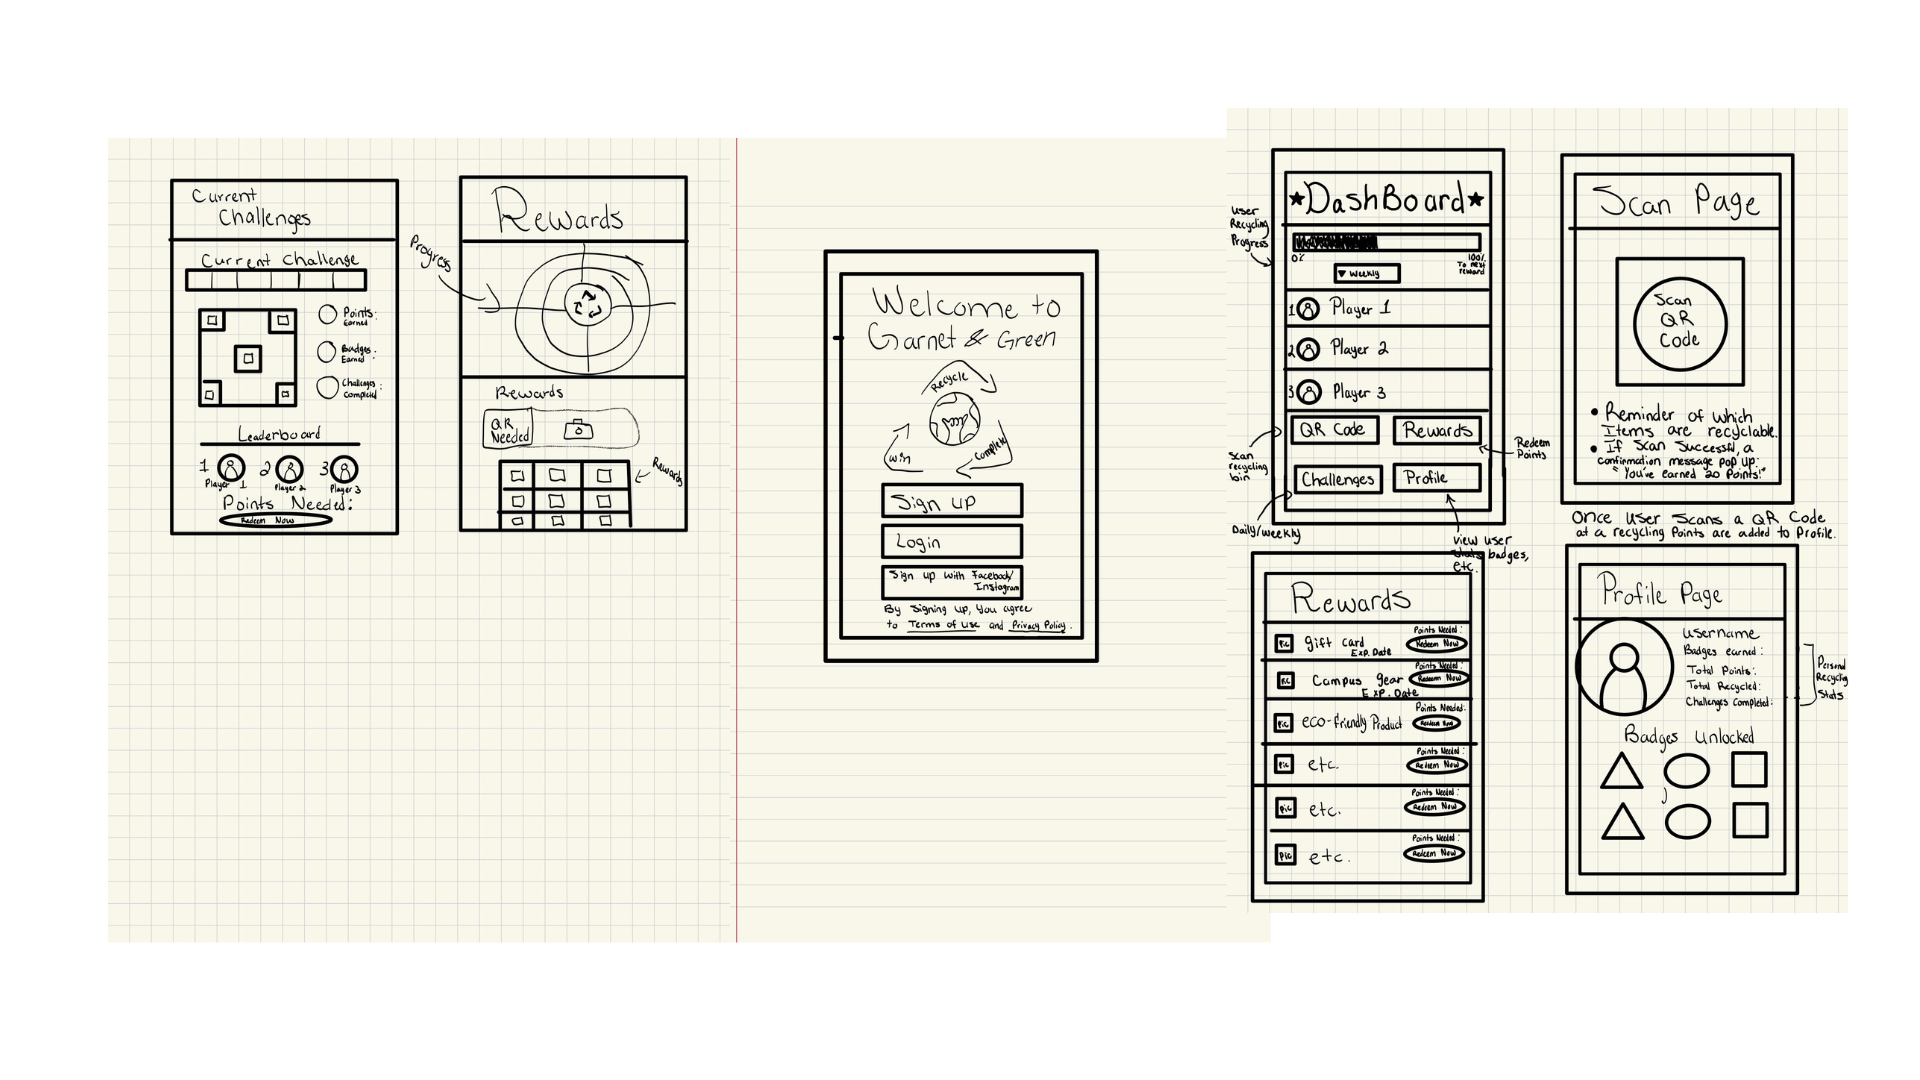 Current
Challenges
Current Challenge
Points:
Earned
Badges:
Earned
Challenges
Completed
Leaderboard
1 2 3
Player 1 Player 2 Player 3
Points Needed:
Redeem Now
Progress
Rewards
Rewards
QR
Needed
Rewards
Welcome to
Garnet & Green
Recycle
Complete
Win
Sign up
Login
Sign up with Facebook/
Instagram
By signing up, you agree
to Terms of Use and Privacy Policy.
★DashBoard★
User
Recycling
Progress
0% 100%
To next
reward
▼ Weekly
1 Player 1
2 Player 2
3 Player 3
QR Code Rewards
Challenges Profile
Scan
recycling
bin
Redeem
Points
Daily/Weekly
view user
stats, badges,
etc.
Scan Page
Scan
QR
Code
• Reminder of which
Items are recyclable.
• If Scan Successful, a
confirmation message pop up:
"You've earned 20 Points!"
Once User Scans a QR Code
at a recycling Points are added to Profile.
Rewards
Pic gift card Points Needed:
Exp. Date Redeem Now
Pic Campus gear Points Needed:
Exp. Date Redeem Now
Pic eco-friendly Product Points Needed:
Redeem Now
Pic etc. Points Needed:
Redeem Now
Pic etc. Points Needed:
Redeem Now
Pic etc. Points Needed:
Redeem Now
Profile Page
Username
Badges earned:
Total Points:
Total Recycled:
Challenges Completed:
Personal
Recycling
Stats
Badges Unlocked